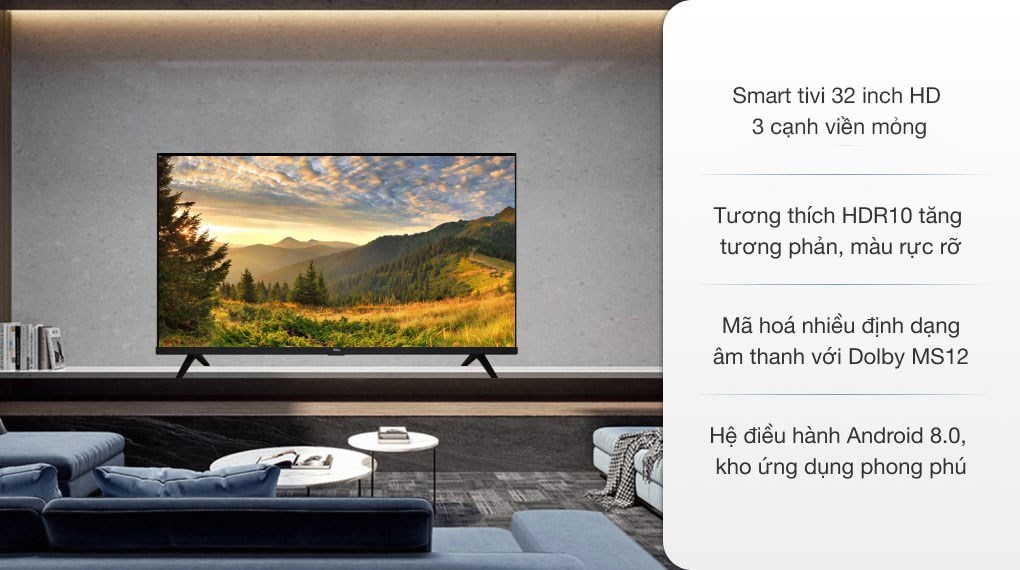 Smart tivi 32 inch HD
3 cạnh viền mỏng
Tương thích HDR10 tăng
tương phản, màu rực rỡ
Mã hoá nhiều định dạng
âm thanh với Dolby MS12
Hệ điều hành Android 8.0,
kho ứng dụng phong phú